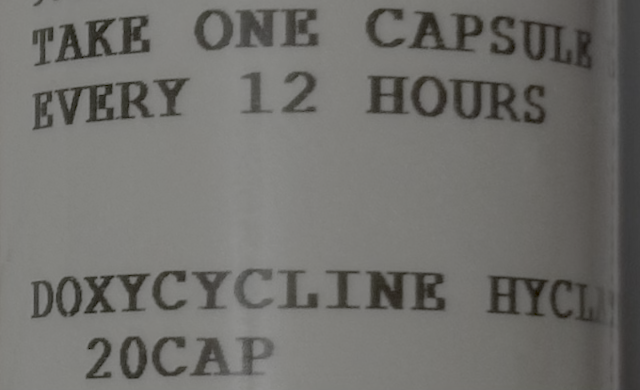 TAKE ONE CAPSULE
EVERY 12 HOURS
DOXYCYCLINE
20CAP